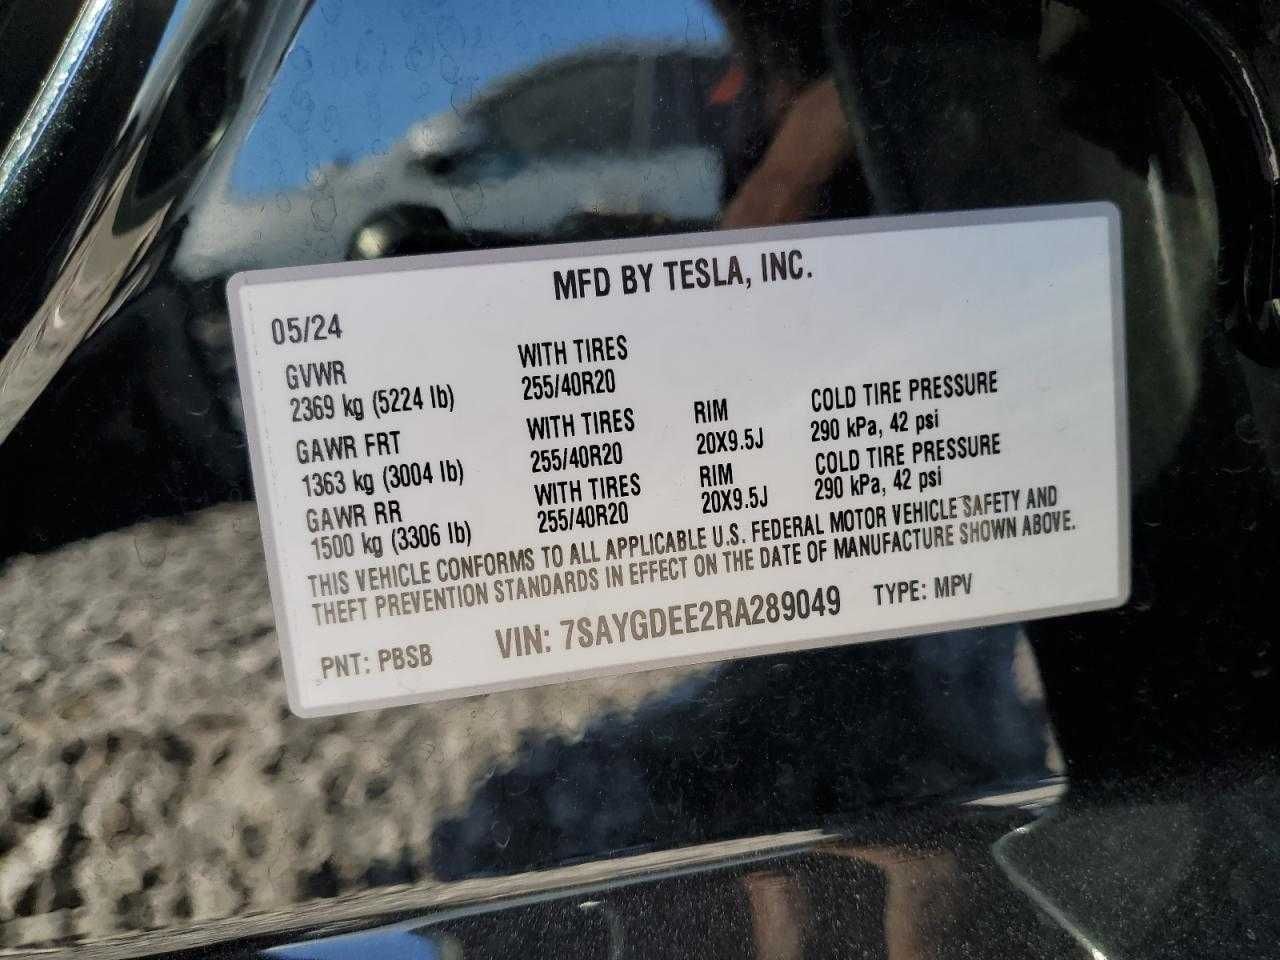 MFD BY TESLA, INC.
05/24
GVWR WITH TIRES
2369 kg (5224 lb) 255/40R20
GAWR FRT WITH TIRES RIM COLD TIRE PRESSURE
1363 kg (3004 lb) 255/40R20 20X9.5J 290 kPa, 42 psi
GAWR RR WITH TIRES RIM COLD TIRE PRESSURE
1500 kg (3306 lb) 255/40R20 20X9.5J 290 kPa, 42 psi
THIS VEHICLE CONFORMS TO ALL APPLICABLE U.S. FEDERAL MOTOR VEHICLE SAFETY AND
THEFT PREVENTION STANDARDS IN EFFECT ON THE DATE OF MANUFACTURE SHOWN ABOVE.
PNT: PBSB VIN: 7SAYGDEE2RA289049 TYPE: MPV